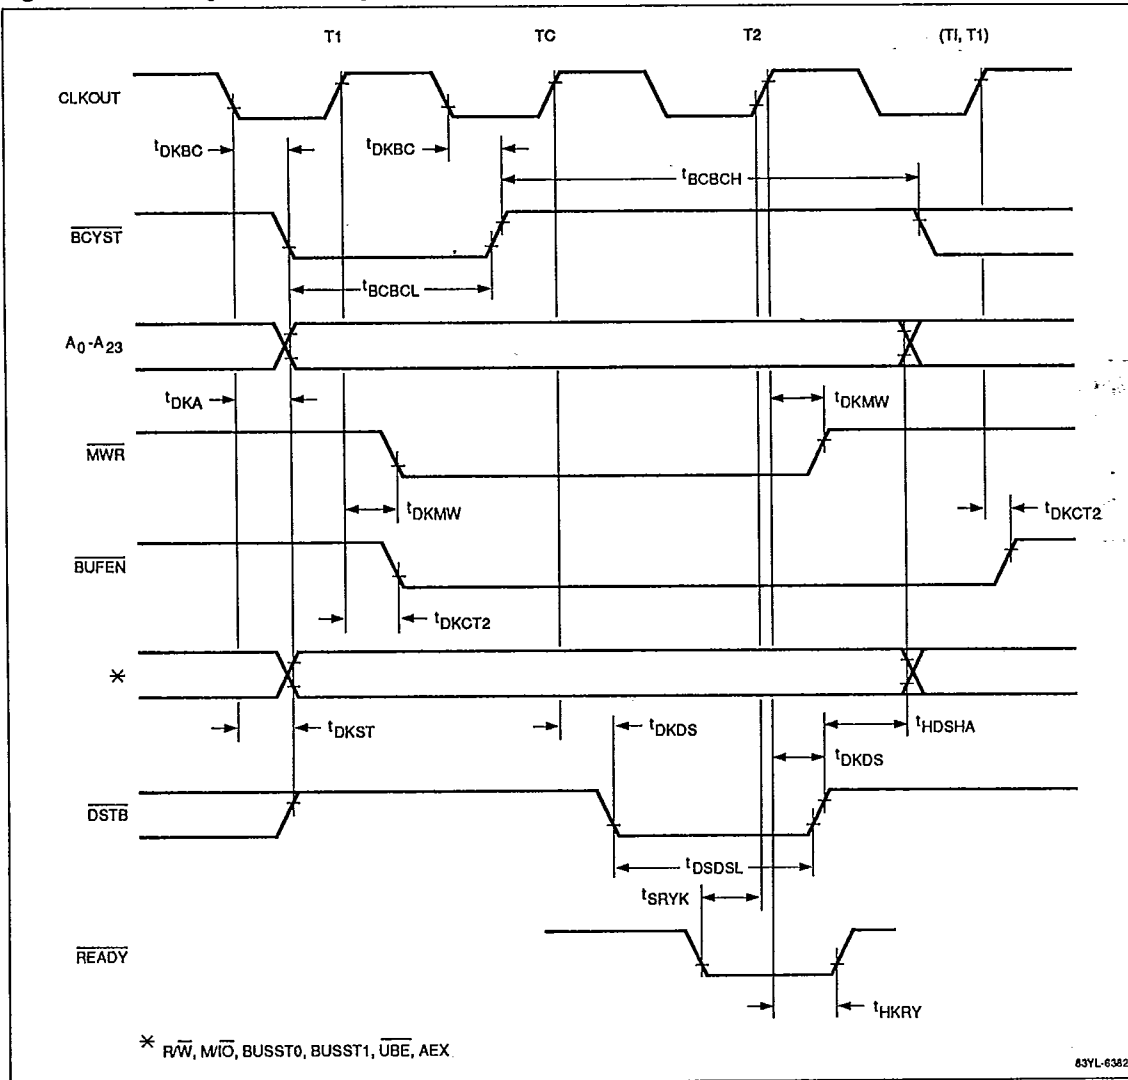 T1 TC T2 (TI, T1)
CLKOUT
tDKBC tDKBC
tBCBCH
BCYST
tBCBCL
A0-A23
tDKA tDKMW
MWR
tDKMW tDKCT2
BUFEN
tDKCT2
*
tDKST tDKDS tHDSHA
tDKDS
DSTB
tDSDSL
tSRYK
READY
tHKRY
* R/W, M/IO, BUSST0, BUSST1, UBE, AEX
83YL-6382